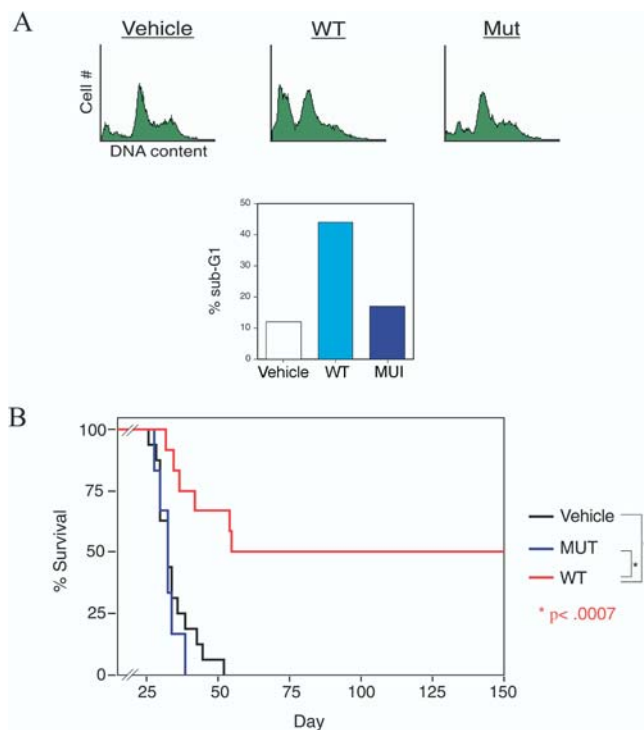 A
Vehicle WT Mut
Cell #
DNA content
% sub-G1
50
40
30
20
10
0
Vehicle WT MUI
B
% Survival
100
75
50
25
0
25 50 75 100 125 150
Day
Vehicle
MUT
WT
*
* p< .0007